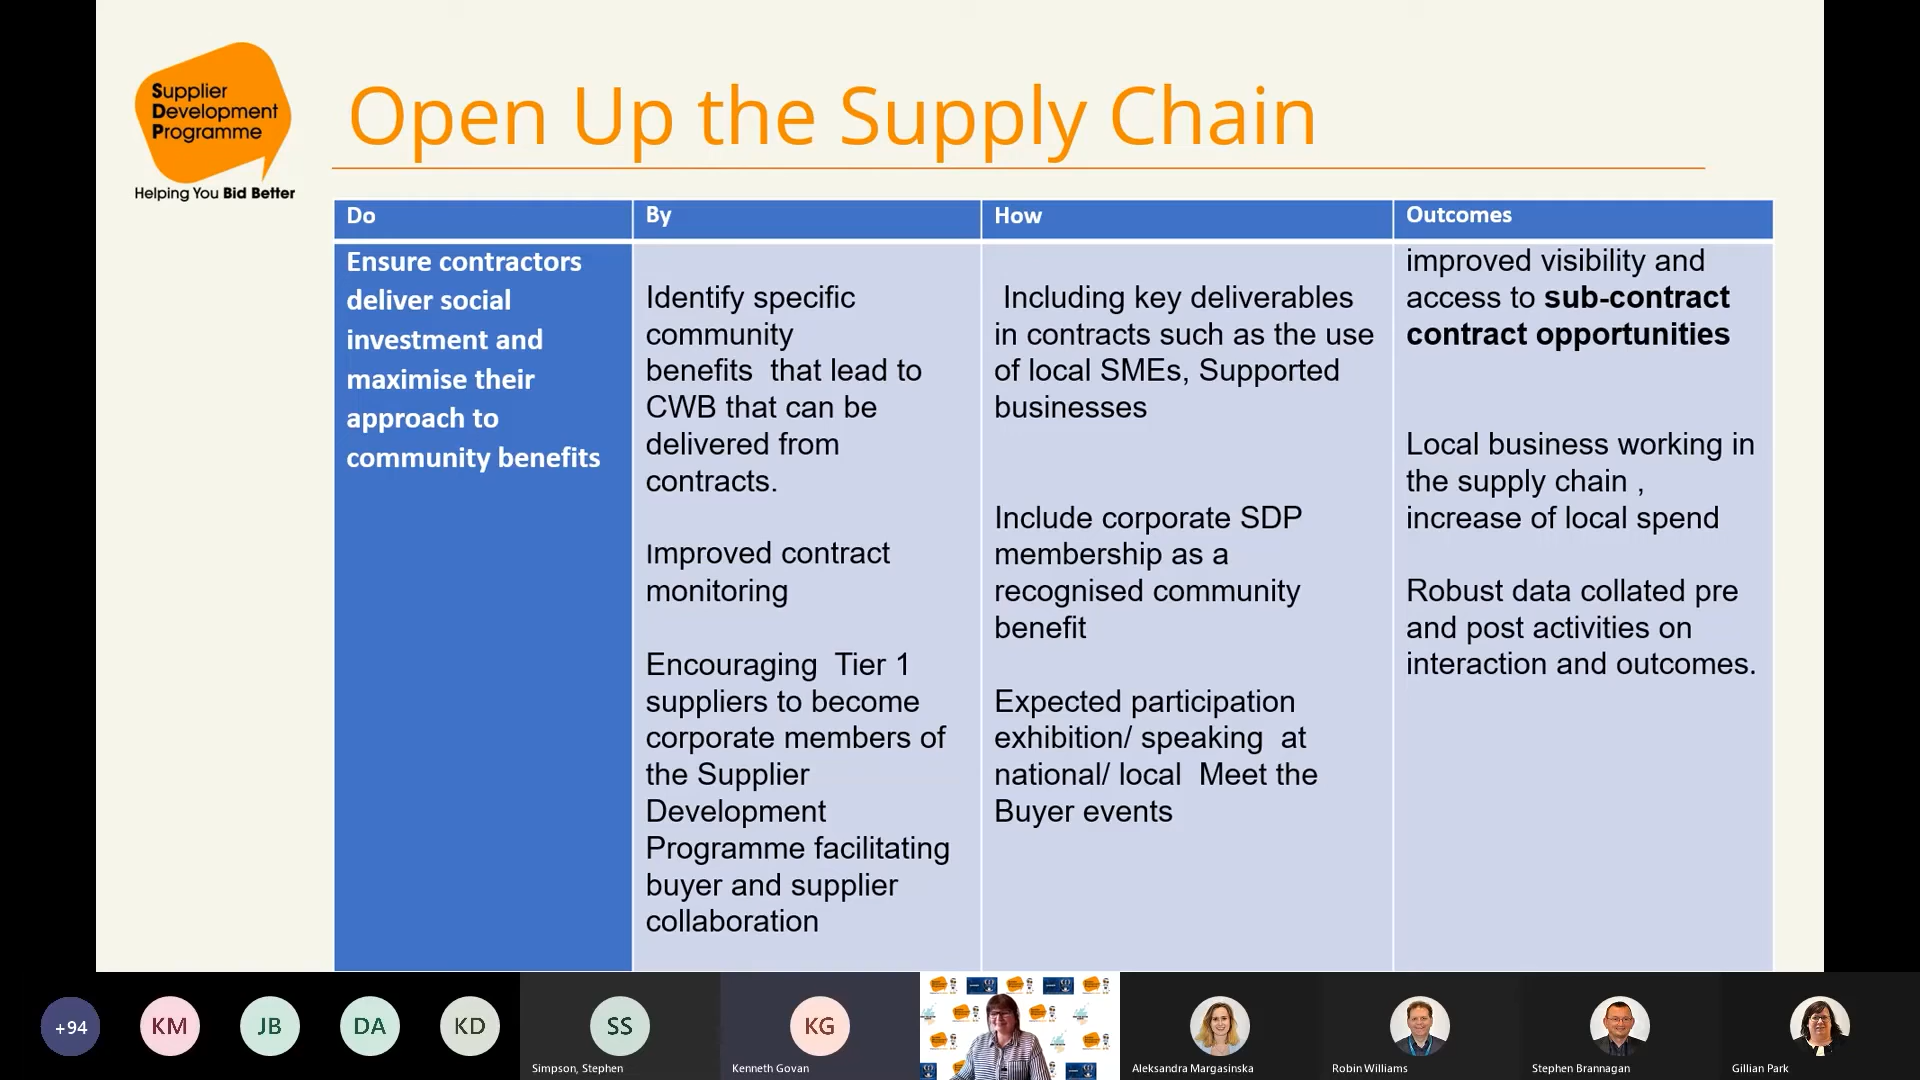 Supplier
Development
Programme
Helping You Bid Better
Open Up the Supply Chain
Do
By
How
Outcomes
Ensure contractors
deliver social
investment and
maximise their
approach to
community benefits
Identify specific
community
benefits  that lead to
CWB that can be
delivered from
contracts.
Improved contract
monitoring
Encouraging  Tier 1
suppliers to become
corporate members of
the Supplier
Development
Programme facilitating
buyer and supplier
collaboration
Including key deliverables
in contracts such as the use
of local SMEs, Supported
businesses
Include corporate SDP
membership as a
recognised community
benefit
Expected participation
exhibition/ speaking  at
national/ local  Meet the
Buyer events
improved visibility and
access to sub-contract
contract opportunities
Local business working in
the supply chain ,
increase of local spend
Robust data collated pre
and post activities on
interaction and outcomes.
+94
KM
JB
DA
KD
SS
Simpson, Stephen
KG
Kenneth Govan
Aleksandra Margasinska
Robin Williams
Stephen Brannagan
Gillian Park